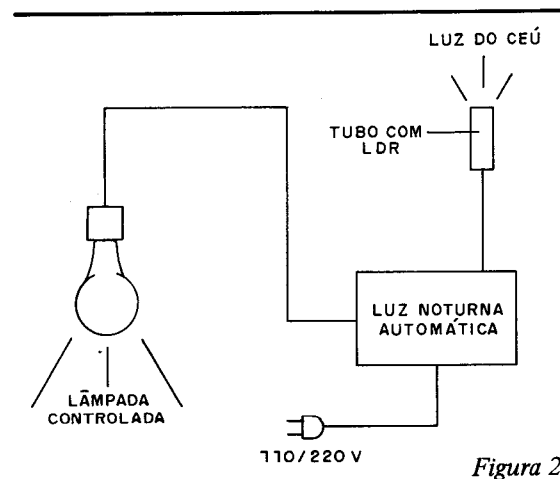 LUZ DO CEÚ
TUBO COM
LDR
LUZ NOTURNA
AUTOMÁTICA
LÂMPADA
CONTROLADA
110/220 V
Figura 2